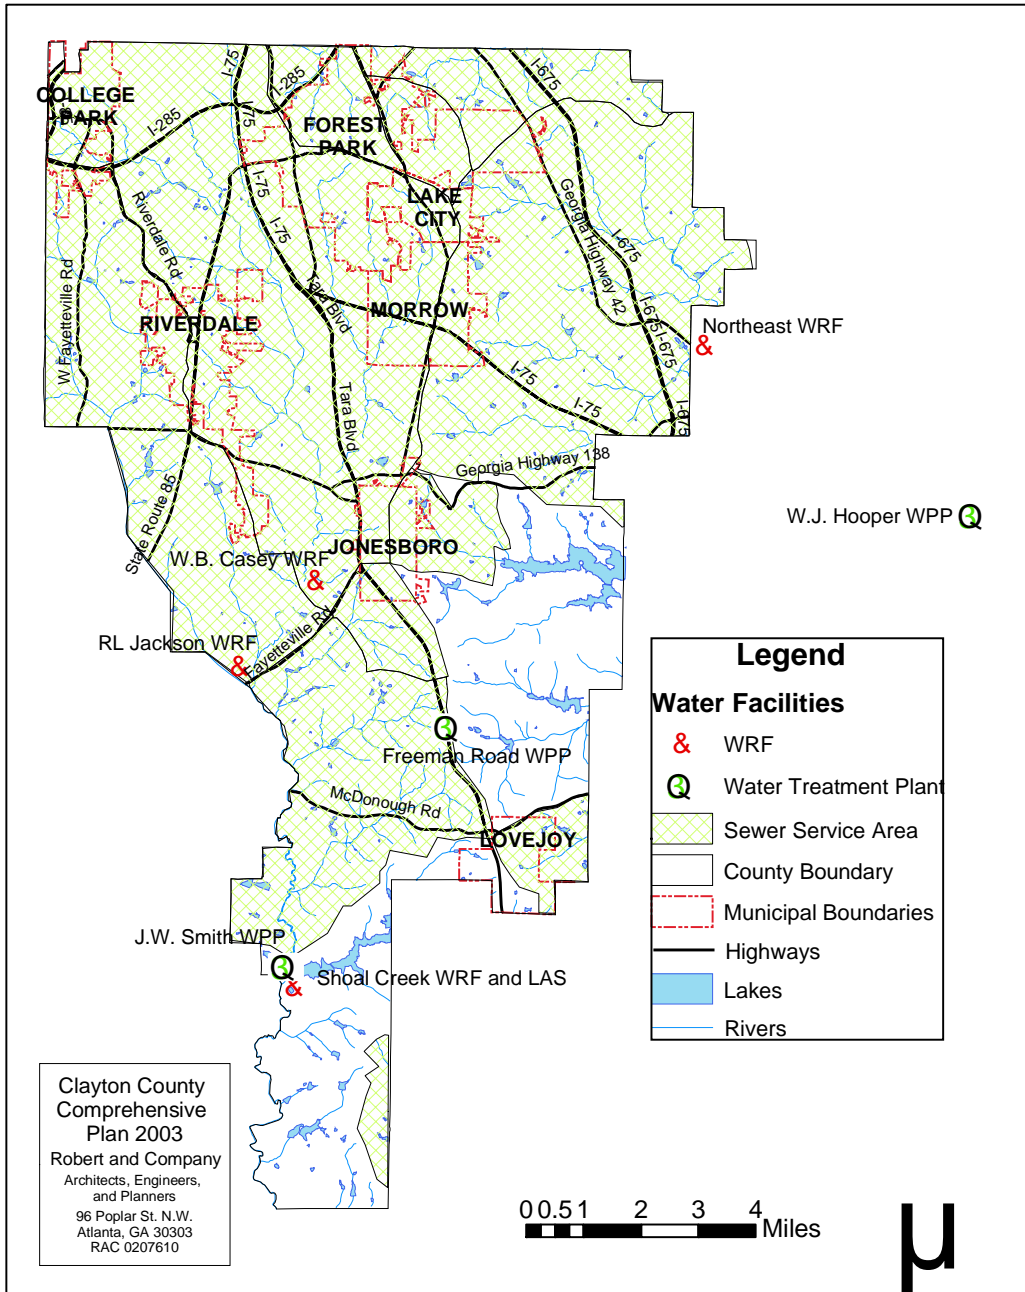 I-75
I-285
I-675
COLLEGE
PARK
I-285
I-75
FOREST
PARK
I-75
LAKE
CITY
Georgia Highway 42
Riverdale Rd
I-75
I-675
W Fayetteville Rd
Tara Blvd
MORROW
RIVERDALE
I-675
I-675
Northeast WRF
I-75
I-75
Tara Blvd
I-675
Georgia Highway 138
State Route 85
W.J. Hooper WPP
JONESBORO
W.B. Casey WRF
Fayetteville Rd
RL Jackson WRF
Freeman Road WPP
McDonough Rd
LOVEJOY
J.W. Smith WPP
Shoal Creek WRF and LAS
Legend
Water Facilities
& WRF
Water Treatment Plant
Sewer Service Area
County Boundary
Municipal Boundaries
Highways
Lakes
Rivers
Clayton County
Comprehensive
Plan 2003
Robert and Company
Architects, Engineers,
and Planners
96 Poplar St. N.W.
Atlanta, GA 30303
RAC 0207610
0 0.5 1 2 3 4
Miles
µ